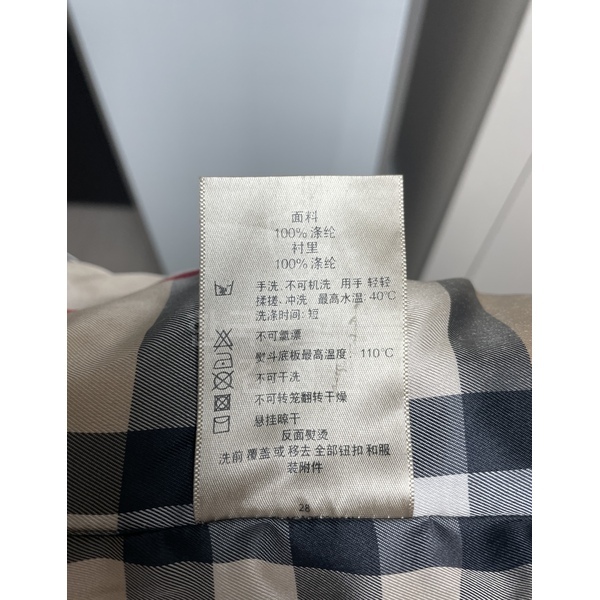 面料
100% 涤纶
衬里
100% 涤纶
手洗. 不可机洗 用手 轻轻
揉搓、冲洗 最高水温: 40℃
洗涤时间: 短
不可氯漂
熨斗底板最高温度: 110℃
不可干洗
不可转笼翻转干燥
悬挂晾干
反面熨烫
洗前 覆盖 或 移去 全部 钮扣 和 服
装附件
28